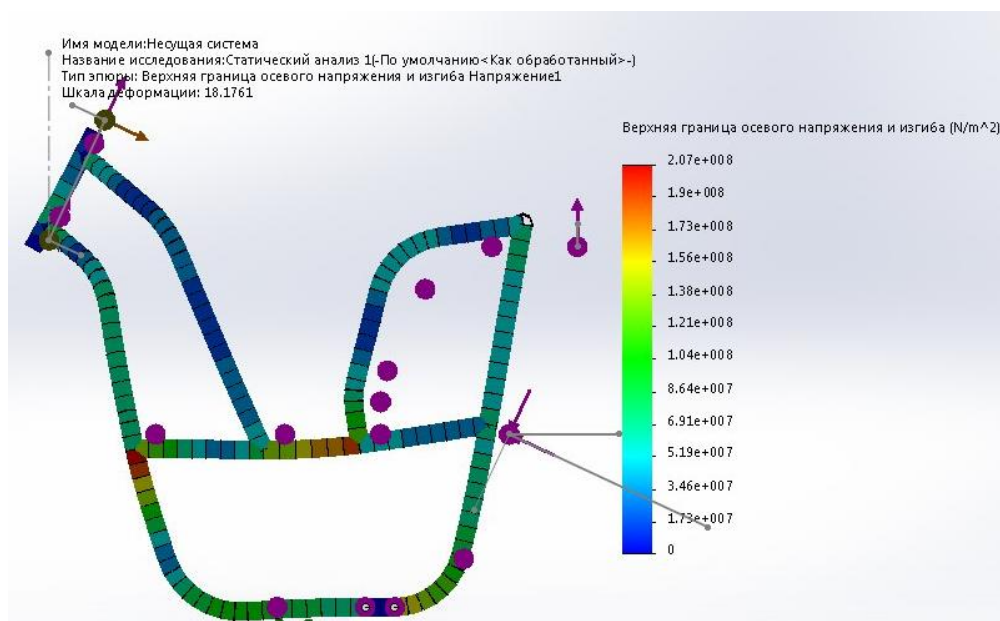 Имя модели:Несущая система
Название исследования:Статический анализ 1(-По умолчанию<Как обработанный>-)
Тип эпюры: Верхняя граница осевого напряжения и изгиба Напряжение1
Шкала деформации: 18.1761
Верхняя граница осевого напряжения и изгиба (N/m^2)
2.07e+008
1.9e+008
1.73e+008
1.56e+008
1.38e+008
1.21e+008
1.04e+008
8.64e+007
6.91e+007
5.19e+007
3.46e+007
1.73e+007
0